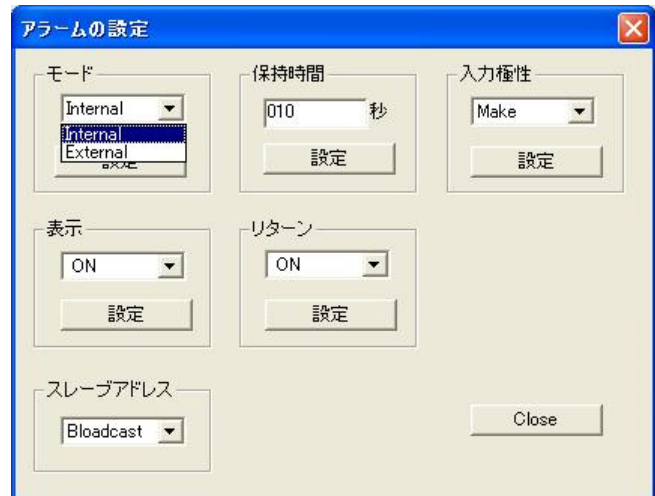 アラームの設定
モード
保持時間
入力極性
Internal
010
秒
Make
Internal
External
設定
設定
設定
表示
リターン
ON
ON
設定
設定
スレーブアドレス
Bloadcast
Close